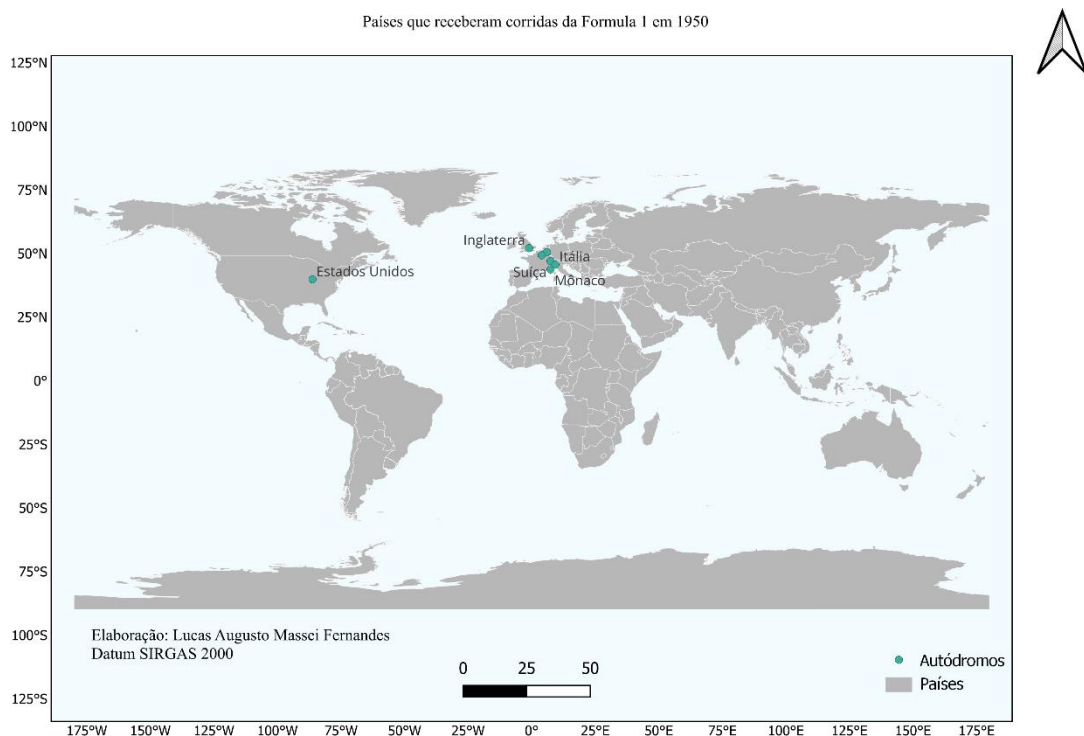 Países que receberam corridas da Formula 1 em 1950
125°N
100°N
75°N
50°N
25°N
0°
25°S
50°S
75°S
100°S
125°S
Inglaterra
Itália
Suiça
Mônaco
Estados Unidos
Elaboração: Lucas Augusto Massei Fernandes
Datum SIRGAS 2000
0 25 50
Autódromos
Países
175°W 150°W 125°W 100°W 75°W 50°W 25°W 0° 25°E 50°E 75°E 100°E 125°E 150°E 175°E